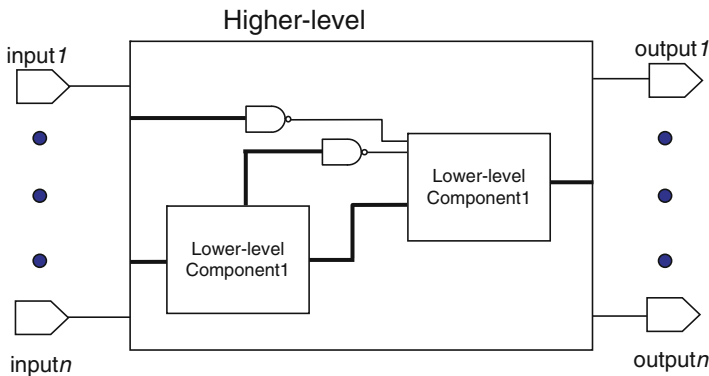 Higher-level
input1
output1
Lower-level
Component1
Lower-level
Component1
inputn
outputn